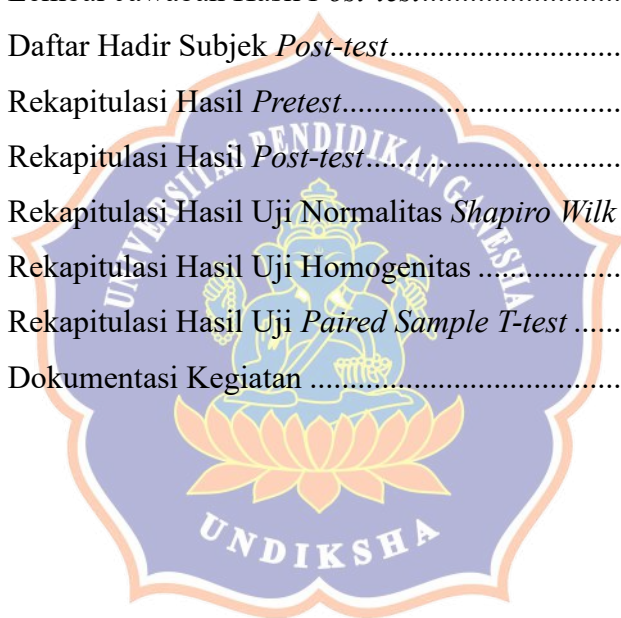 Daftar Hadir Subjek Post-test..............................
Rekapitulasi Hasil Pretest....................................
Rekapitulasi Hasil Post-test.................................
Rekapitulasi Hasil Uji Normalitas Shapiro Wilk
Rekapitulasi Hasil Uji Homogenitas ..................
Rekapitulasi Hasil Uji Paired Sample T-test ......
Dokumentasi Kegiatan ........................................
UNIVERSITAS PENDIDIKAN GANESHA
UNDIKSHA